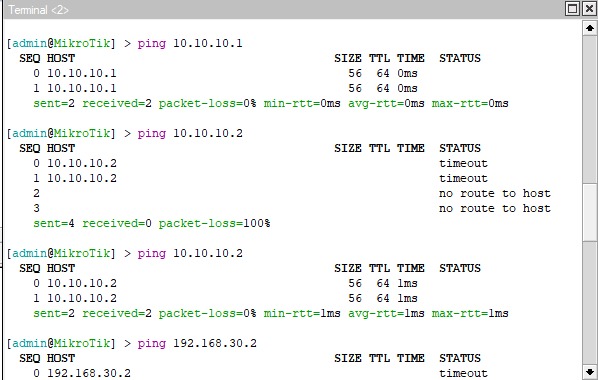 Terminal <2>
[admin@MikroTik] > ping 10.10.10.1
SEQ HOST SIZE TTL TIME STATUS
0 10.10.10.1 56 64 0ms
1 10.10.10.1 56 64 0ms
sent=2 received=2 packet-loss=0% min-rtt=0ms avg-rtt=0ms max-rtt=0ms
[admin@MikroTik] > ping 10.10.10.2
SEQ HOST SIZE TTL TIME STATUS
0 10.10.10.2 timeout
1 10.10.10.2 timeout
2 no route to host
3 no route to host
sent=4 received=0 packet-loss=100%
[admin@MikroTik] > ping 10.10.10.2
SEQ HOST SIZE TTL TIME STATUS
0 10.10.10.2 56 64 1ms
1 10.10.10.2 56 64 1ms
sent=2 received=2 packet-loss=0% min-rtt=1ms avg-rtt=1ms max-rtt=1ms
[admin@MikroTik] > ping 192.168.30.2
SEQ HOST SIZE TTL TIME STATUS
0 192.168.30.2 timeout